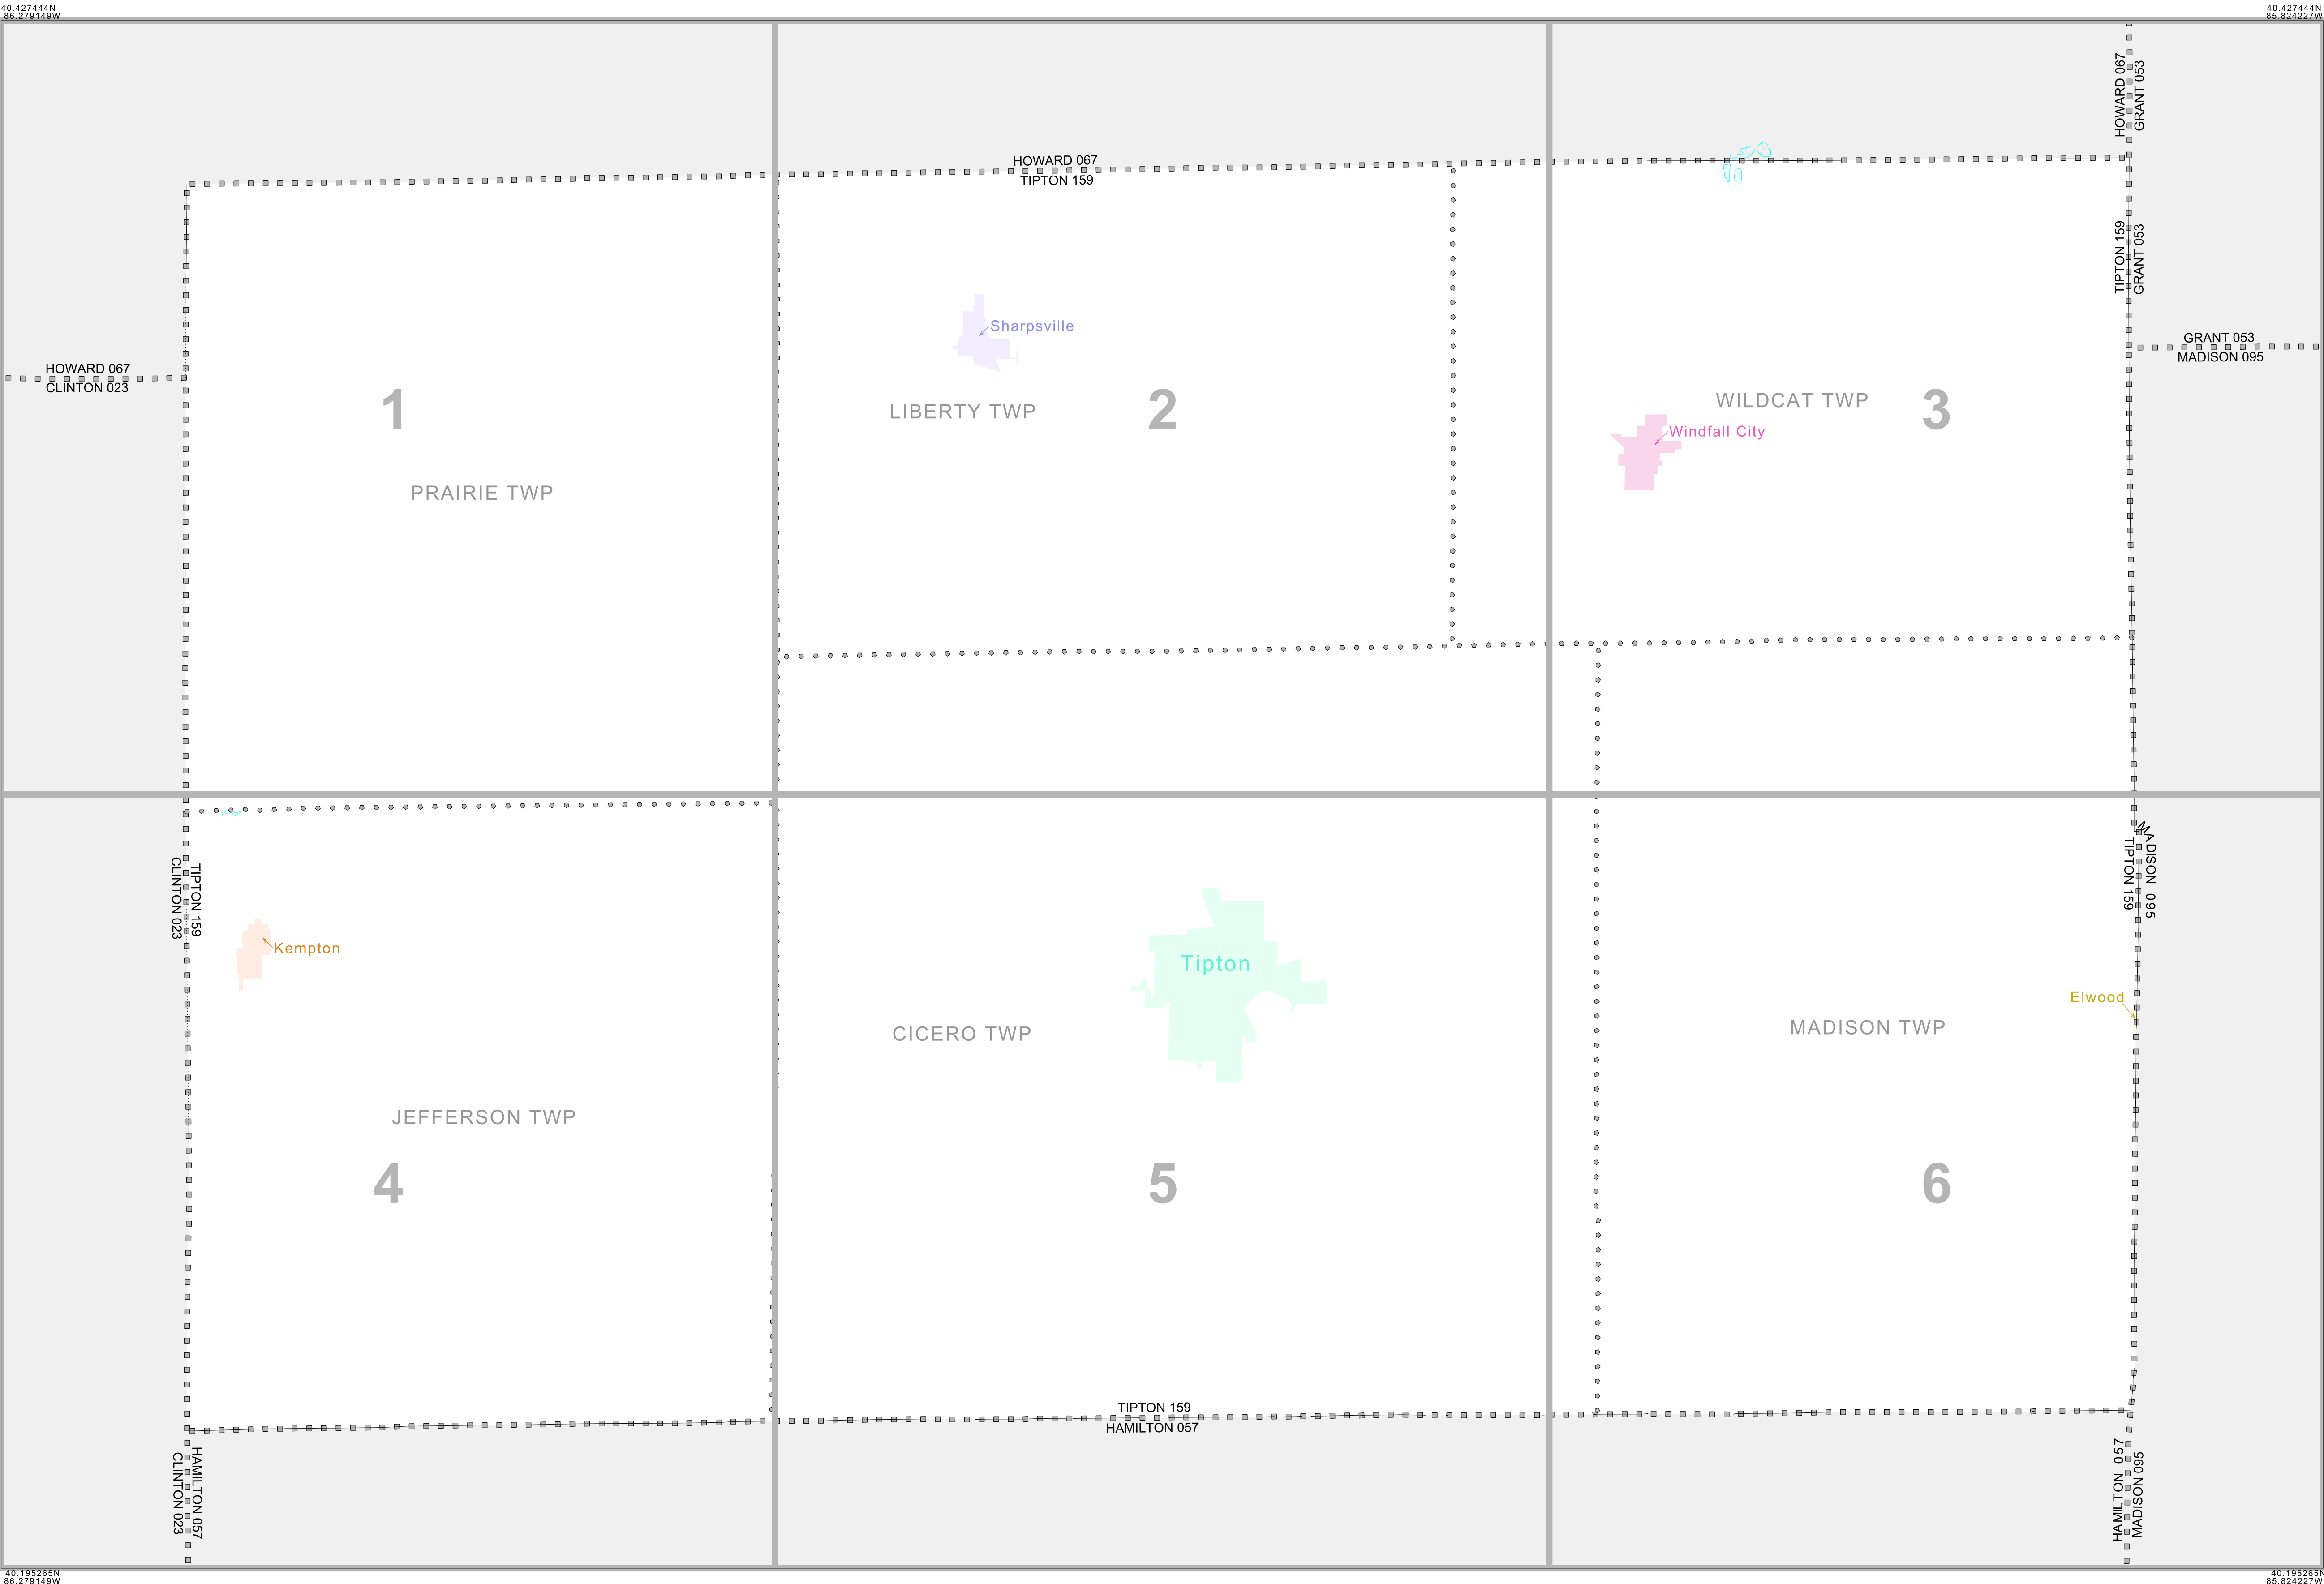 40.427444N
86.279149W
40.427444N
85.824227W
HOWARD 067
GRANT 053
HOWARD 067
TIPTON 159
TIPTON 159
GRANT 053
Sharpsville
GRANT 053
MADISON 095
HOWARD 067
CLINTON 023
1
LIBERTY TWP
2
WILDCAT TWP
3
Windfall City
PRAIRIE TWP
CLINTON 023
TIPTON 159
TIPTON 159
MADISON 095
Kempton
Tipton
Elwood
CICERO TWP
MADISON TWP
JEFFERSON TWP
4
5
6
TIPTON 159
HAMILTON 057
CLINTON 023
HAMILTON 057
HAMILTON 057
MADISON 095
40.195265N
86.279149W
40.195265N
85.824227W